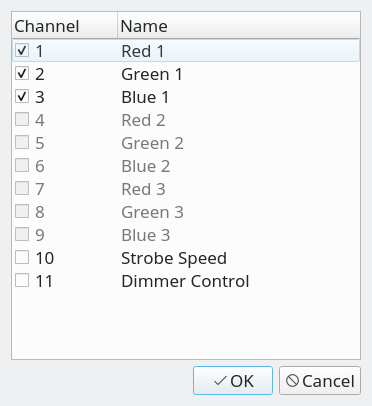 Channel Name
1 Red 1
2 Green 1
3 Blue 1
4 Red 2
5 Green 2
6 Blue 2
7 Red 3
8 Green 3
9 Blue 3
10 Strobe Speed
11 Dimmer Control
OK Cancel